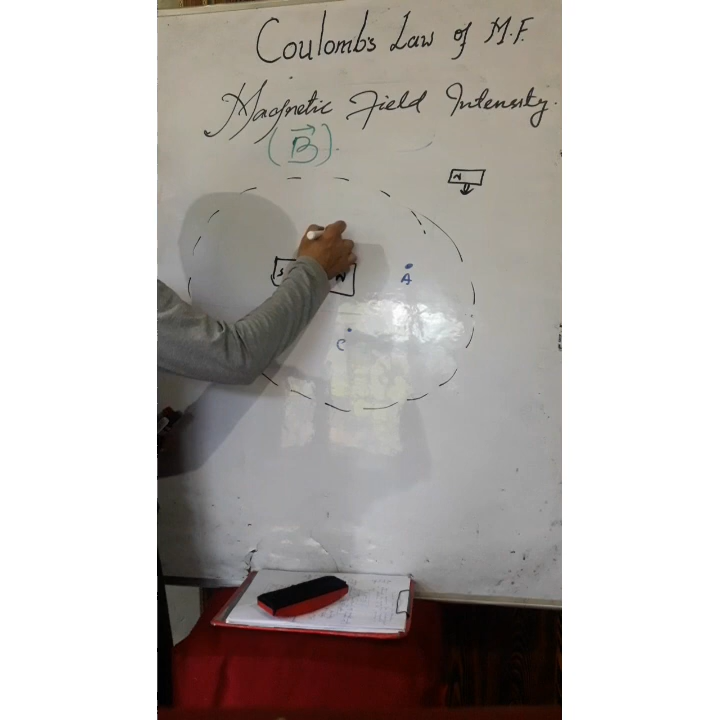 Coulomb's Law of M.F.
Magnetic Field Intensity.
(B)
N
S N
A
C